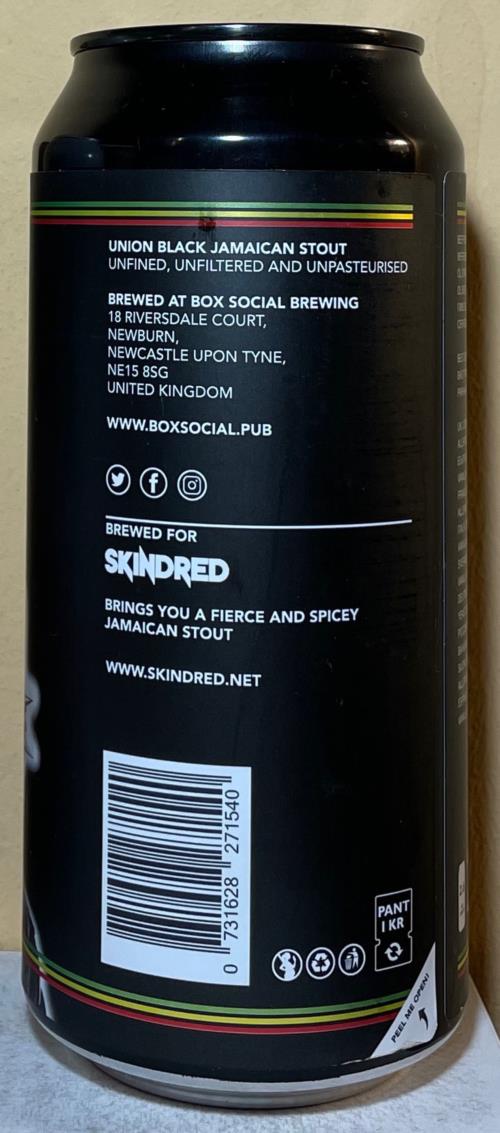 UNION BLACK JAMAICAN STOUT
UNFINED, UNFILTERED AND UNPASTEURISED
BREWED AT BOX SOCIAL BREWING
18 RIVERSDALE COURT,
NEWBURN,
NEWCASTLE UPON TYNE,
NE15 8SG
UNITED KINGDOM
WWW.BOXSOCIAL.PUB
BREWED FOR
SKINDRED
BRINGS YOU A FIERCE AND SPICEY
JAMAICAN STOUT
WWW.SKINDRED.NET
0 731628 271540
PANT
1 KR
PEEL ME OPEN!